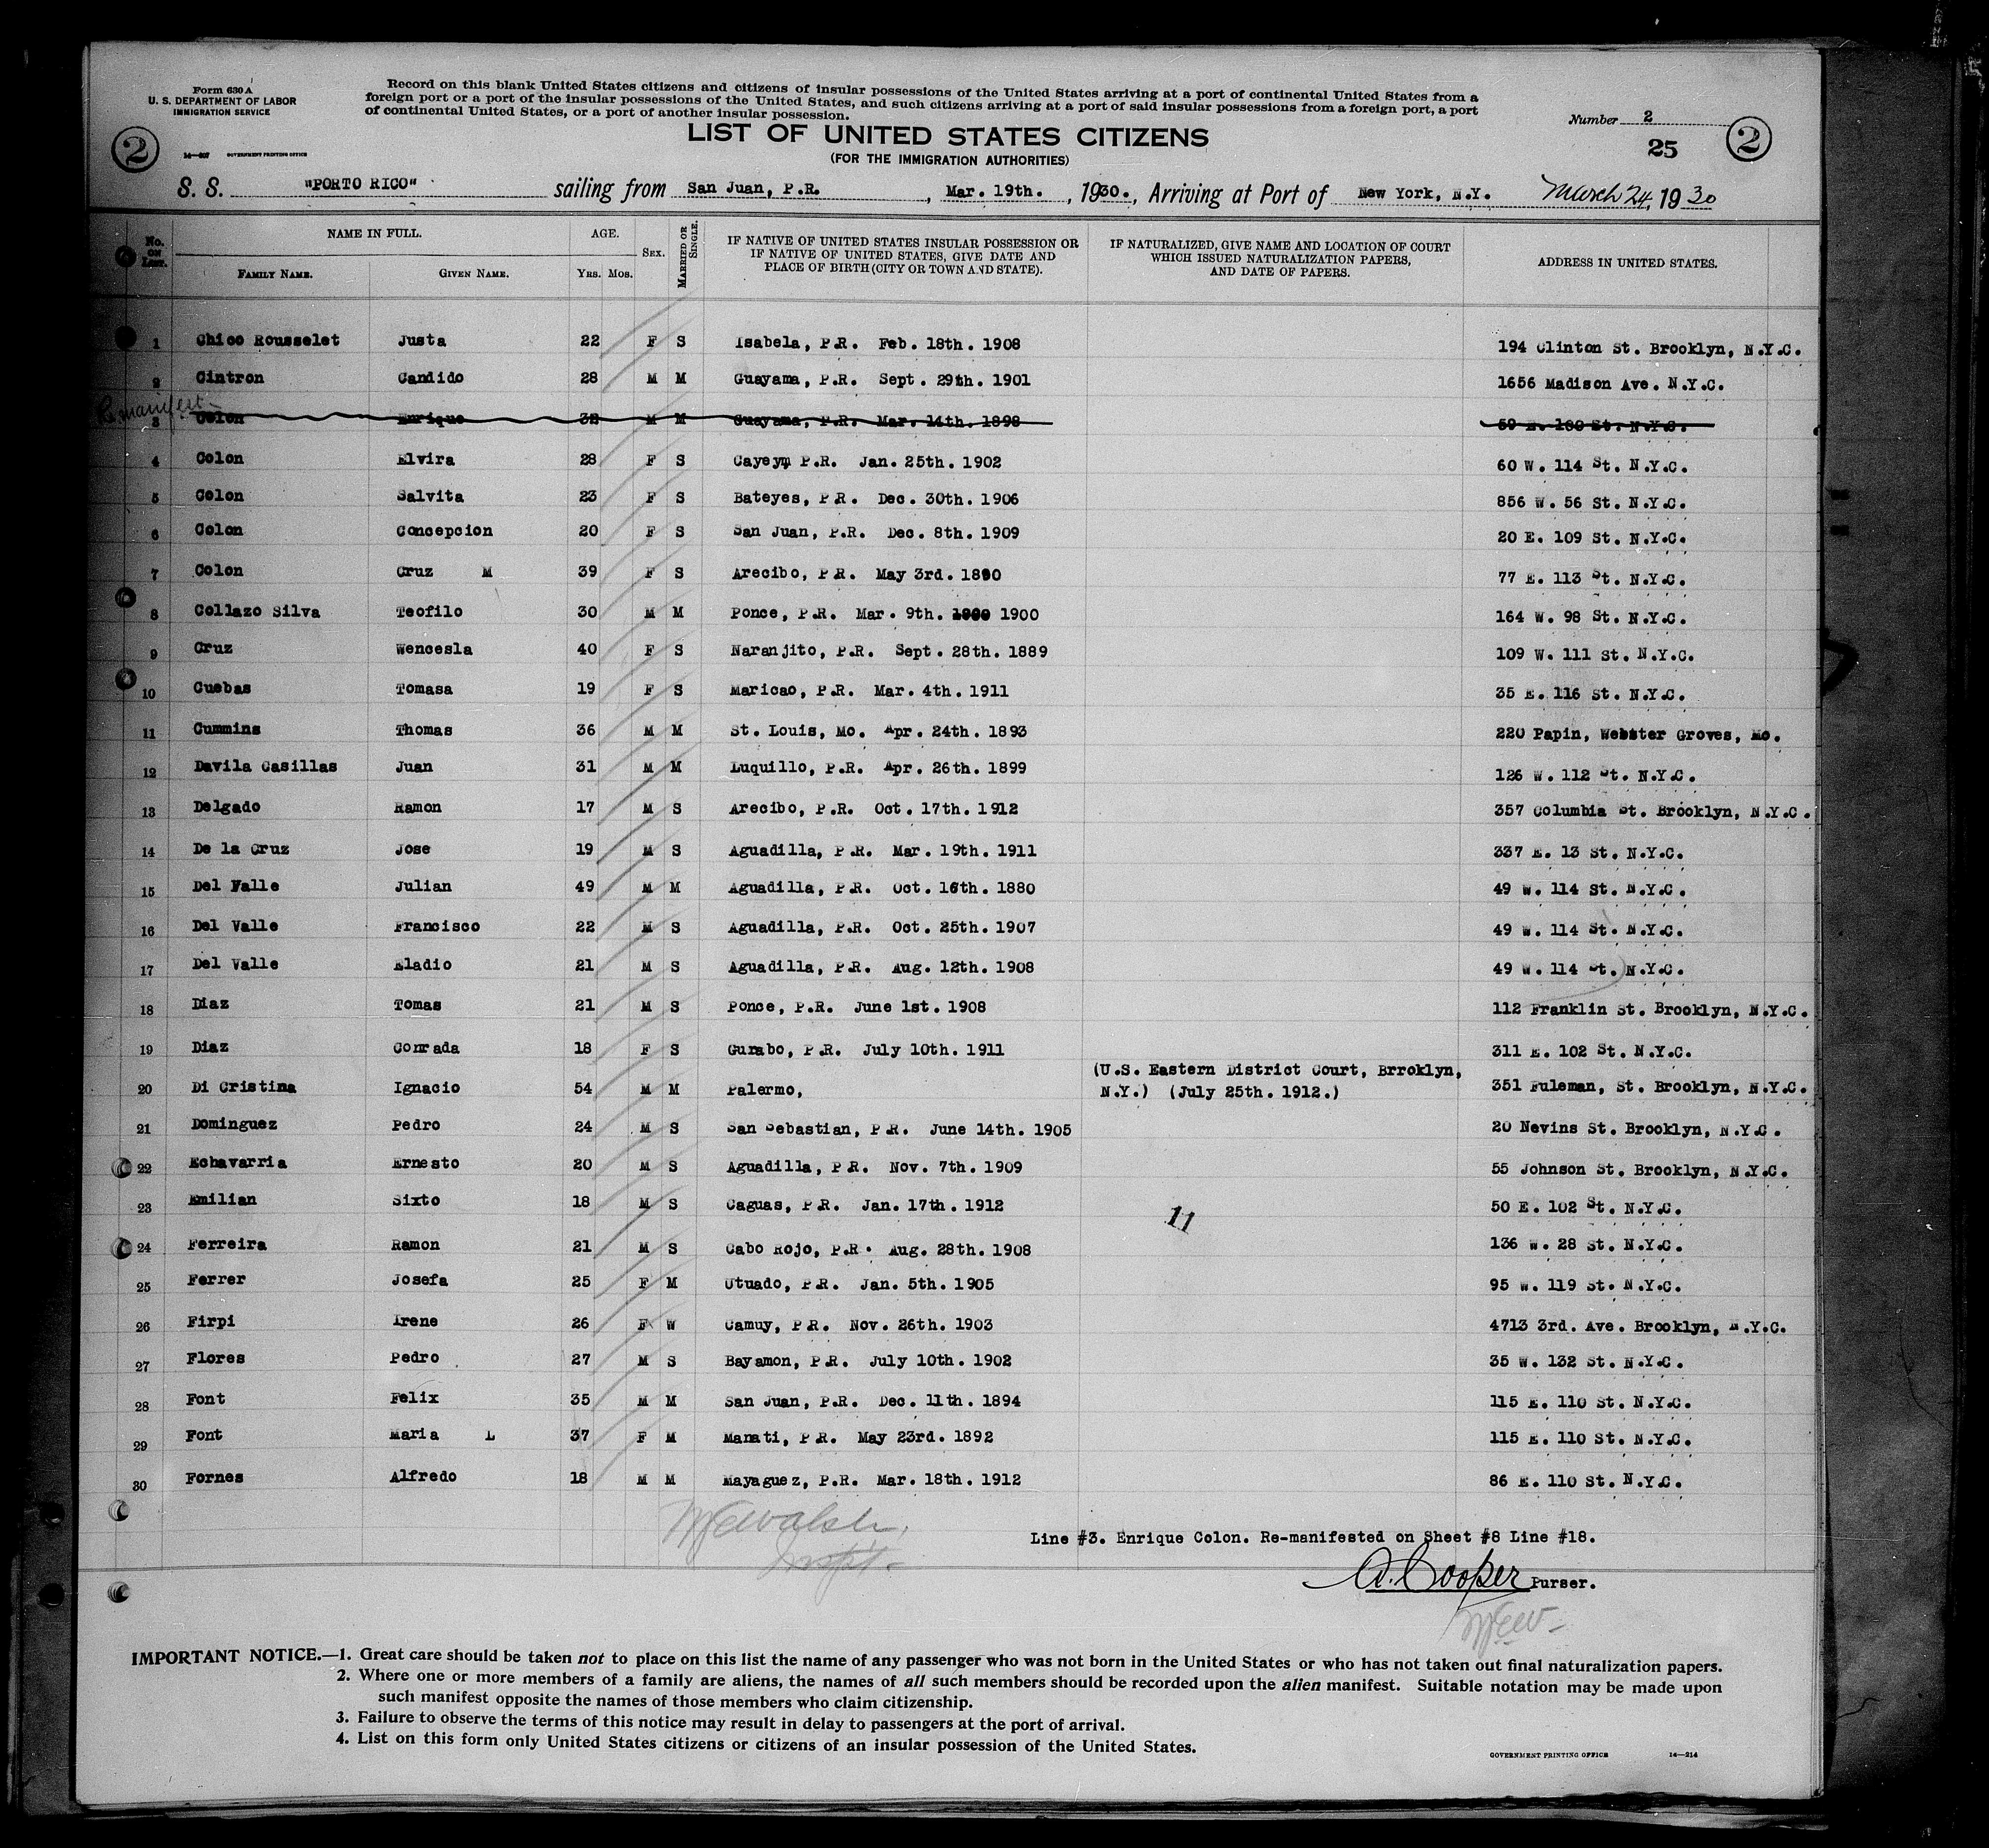 Form 630 A
U. S. DEPARTMENT OF LABOR
IMMIGRATION SERVICE
Record on this blank United States citizens and citizens of insular possessions of the United States arriving at a port of continental United States from a
foreign port or a port of the insular possessions of the United States, and such citizens arriving at a port of said insular possessions from a foreign port, a port
of continental United States, or a port of another insular possession.
Number 2
2
LIST OF UNITED STATES CITIZENS
25
2
GOVERNMENT PRINTING OFFICE
(FOR THE IMMIGRATION AUTHORITIES)
S. S. "PORTO RICO" sailing from San Juan, P.R. , Mar. 19th. , 1930. , Arriving at Port of New York, N.Y. March 24, 1930
No. ON LIST. NAME IN FULL. AGE. SEX. MARRIED OR SINGLE. IF NATIVE OF UNITED STATES INSULAR POSSESSION OR IF NATIVE OF UNITED STATES, GIVE DATE AND PLACE OF BIRTH (CITY OR TOWN AND STATE). IF NATURALIZED, GIVE NAME AND LOCATION OF COURT WHICH ISSUED NATURALIZATION PAPERS, AND DATE OF PAPERS. ADDRESS IN UNITED STATES.
FAMILY NAME. GIVEN NAME. YRS. MOS.
1 Chico Rousselet Justa 22 F S Isabela, P.R. Feb. 18th. 1908 194 Clinton St. Brooklyn, N.Y.C.
2 Cintron Candido 28 M M Guayama, P.R. Sept. 29th. 1901 1656 Madison Ave. N.Y.C.
3 Colon Enrique 32 M M Guayama, P.R. Mar. 14th. 1898 59 E. 100 St. N.Y.C.
4 Colon Elvira 28 F S Cayey, P.R. Jan. 25th. 1902 60 W. 114 St. N.Y.C.
5 Colon Salvita 23 F S Bateyes, P.R. Dec. 30th. 1906 856 W. 56 St. N.Y.C.
6 Colon Concepcion 20 F S San Juan, P.R. Dec. 8th. 1909 20 E. 109 St. N.Y.C.
7 Colon Cruz M 39 F S Arecibo, P.R. May 3rd. 1890 77 E. 113 St. N.Y.C.
8 Collazo Silva Teofilo 30 M M Ponce, P.R. Mar. 9th. 1900 164 W. 98 St. N.Y.C.
9 Cruz Wencesla 40 F S Naranjito, P.R. Sept. 28th. 1889 109 W. 111 St. N.Y.C.
10 Cuebas Tomasa 19 F S Maricao, P.R. Mar. 4th. 1911 35 E. 116 St. N.Y.C.
11 Cummins Thomas 36 M M St. Louis, Mo. Apr. 24th. 1893 220 Papin, Webster Groves, Mo.
12 Davila Casillas Juan 31 M M Luquillo, P.R. Apr. 26th. 1899 126 W. 112 St. N.Y.C.
13 Delgado Ramon 17 M S Arecibo, P.R. Oct. 17th. 1912 357 Columbia St. Brooklyn, N.Y.C.
14 De la Cruz Jose 19 M S Aguadilla, P.R. Mar. 19th. 1911 337 E. 13 St. N.Y.C.
15 Del Valle Julian 49 M M Aguadilla, P.R. Oct. 16th. 1880 49 W. 114 St. N.Y.C.
16 Del Valle Francisco 22 M S Aguadilla, P.R. Oct. 25th. 1907 49 W. 114 St. N.Y.C.
17 Del Valle Eladio 21 M S Aguadilla, P.R. Aug. 12th. 1908 49 W. 114 St. N.Y.C.
18 Diaz Tomas 21 M S Ponce, P.R. June 1st. 1908 112 Franklin St. Brooklyn, N.Y.C.
19 Diaz Conrada 18 F S Gurabo, P.R. July 10th. 1911 311 E. 102 St. N.Y.C.
20 Di Cristina Ignacio 54 M M Palermo, (U.S. Eastern District Court, Brroklyn, N.Y.) (July 25th. 1912.) 351 Fuleman, St. Brooklyn, N.Y.C.
21 Dominguez Pedro 24 M S San Sebastian, P.R. June 14th. 1905 20 Nevins St. Brooklyn, N.Y.C.
22 Echavarria Ernesto 20 M S Aguadilla, P.R. Nov. 7th. 1909 55 Johnson St. Brooklyn, N.Y.C.
23 Emilian Sixto 18 M S Caguas, P.R. Jan. 17th. 1912 50 E. 102 St. N.Y.C.
11
24 Ferreira Ramon 21 M S Cabo Rojo, P.R. Aug. 28th. 1908 136 W. 28 St. N.Y.C.
25 Ferrer Josefa 25 F M Utuado, P.R. Jan. 5th. 1905 95 W. 119 St. N.Y.C.
26 Firpi Irene 26 F W Camuy, P.R. Nov. 26th. 1903 4713 3rd. Ave. Brooklyn, N.Y.C.
27 Flores Pedro 27 M S Bayamon, P.R. July 10th. 1902 35 W. 132 St. N.Y.C.
28 Font Felix 35 M M San Juan, P.R. Dec. 11th. 1894 115 E. 110 St. N.Y.C.
29 Font Maria L 37 F M Manati, P.R. May 23rd. 1892 115 E. 110 St. N.Y.C.
30 Fornes Alfredo 18 M M Mayaguez, P.R. Mar. 18th. 1912 86 E. 110 St. N.Y.C.
Line #3. Enrique Colon. Re-manifested on Sheet #8 Line #18.
Cooper Purser.
IMPORTANT NOTICE.—1. Great care should be taken not to place on this list the name of any passenger who was not born in the United States or who has not taken out final naturalization papers.
2. Where one or more members of a family are aliens, the names of all such members should be recorded upon the alien manifest. Suitable notation may be made upon
such manifest opposite the names of those members who claim citizenship.
3. Failure to observe the terms of this notice may result in delay to passengers at the port of arrival.
4. List on this form only United States citizens or citizens of an insular possession of the United States.
GOVERNMENT PRINTING OFFICE 14—214